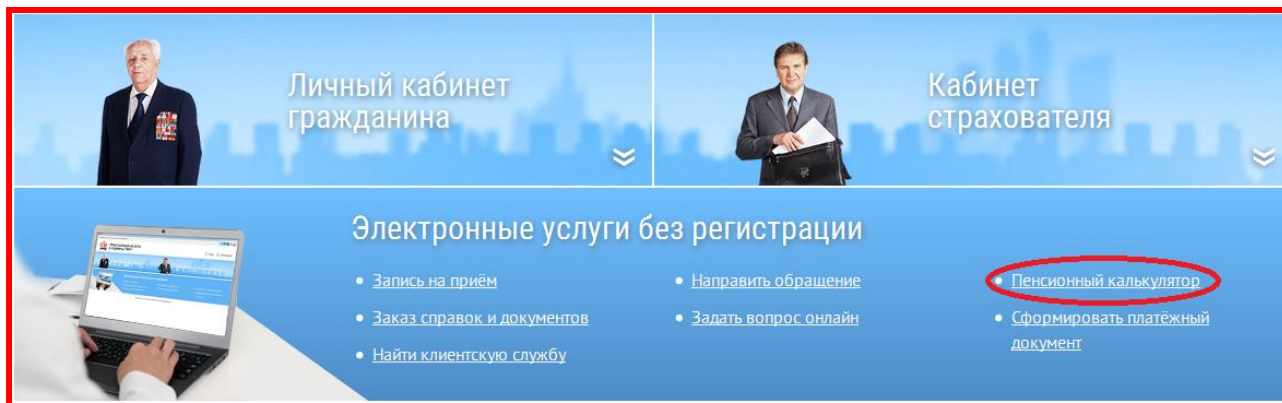 Личный кабинет
гражданина
Кабинет
страхователя
Электронные услуги без регистрации
Запись на приём
Заказ справок и документов
Найти клиентскую службу
Направить обращение
Задать вопрос онлайн
Пенсионный калькулятор
Сформировать платёжный
документ